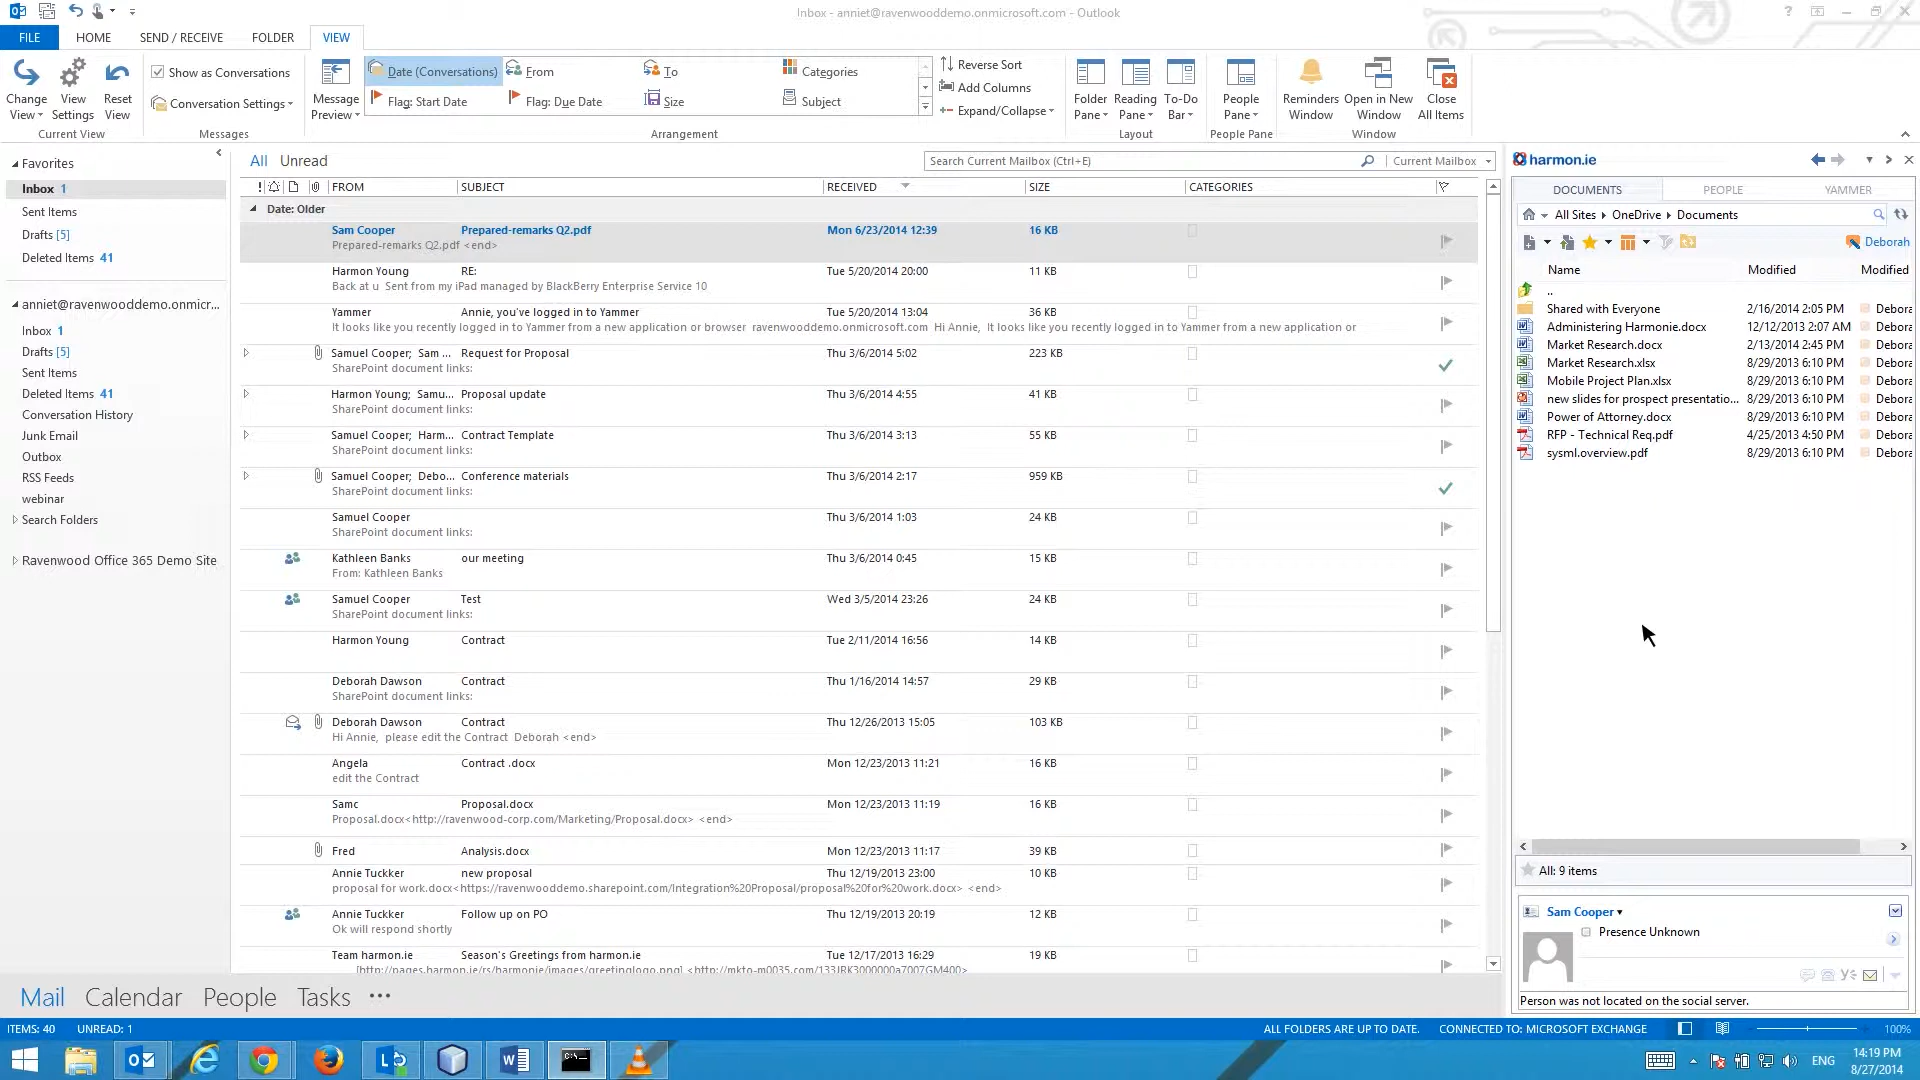 Inbox - anniet@ravenwooddemo.onmicrosoft.com - Outlook
FILE HOME SEND / RECEIVE FOLDER VIEW
Change View View Settings Reset View
Current View
Show as Conversations
Conversation Settings
Messages
Message Preview
Date (Conversations) From To Categories
Flag: Start Date Flag: Due Date Size Subject
Arrangement
Reverse Sort
Add Columns
Expand/Collapse
Folder Pane Reading Pane To-Do Bar
Layout
People Pane
People Pane
Reminders Window Open in New Window Close All Items
Window
Favorites
Inbox 1
Sent Items
Drafts [5]
Deleted Items 41
anniet@ravenwooddemo.onmicr...
Inbox 1
Drafts [5]
Sent Items
Deleted Items 41
Conversation History
Junk Email
Outbox
RSS Feeds
webinar
Search Folders
Ravenwood Office 365 Demo Site
All Unread
Search Current Mailbox (Ctrl+E) Current Mailbox
! FROM SUBJECT RECEIVED SIZE CATEGORIES
Date: Older
Sam Cooper Prepared-remarks Q2.pdf Mon 6/23/2014 12:39 16 KB
Prepared-remarks Q2.pdf <end>
Harmon Young RE: Tue 5/20/2014 20:00 11 KB
Back at u Sent from my iPad managed by BlackBerry Enterprise Service 10
Yammer Annie, you've logged in to Yammer Tue 5/20/2014 13:04 36 KB
It looks like you recently logged in to Yammer from a new application or browser ravenwooddemo.onmicrosoft.com Hi Annie, It looks like you recently logged in to Yammer from a new application or
Samuel Cooper; Sam ... Request for Proposal Thu 3/6/2014 5:02 223 KB
SharePoint document links:
Harmon Young; Samu... Proposal update Thu 3/6/2014 4:55 41 KB
SharePoint document links:
Samuel Cooper; Harm... Contract Template Thu 3/6/2014 3:13 55 KB
SharePoint document links:
Samuel Cooper; Debo... Conference materials Thu 3/6/2014 2:17 959 KB
SharePoint document links:
Samuel Cooper Thu 3/6/2014 1:03 24 KB
SharePoint document links:
Kathleen Banks our meeting Thu 3/6/2014 0:45 15 KB
From: Kathleen Banks
Samuel Cooper Test Wed 3/5/2014 23:26 24 KB
SharePoint document links:
Harmon Young Contract Tue 2/11/2014 16:56 14 KB
Deborah Dawson Contract Thu 1/16/2014 14:57 29 KB
SharePoint document links:
Deborah Dawson Contract Thu 12/26/2013 15:05 103 KB
Hi Annie, please edit the Contract Deborah <end>
Angela Contract .docx Mon 12/23/2013 11:21 16 KB
edit the Contract
Samc Proposal.docx Mon 12/23/2013 11:19 16 KB
Proposal.docx<http://ravenwood-corp.com/Marketing/Proposal.docx> <end>
Fred Analysis.docx Mon 12/23/2013 11:17 39 KB
Annie Tuckker new proposal Thu 12/19/2013 23:00 10 KB
proposal for work.docx<https://ravenwooddemo.sharepoint.com/Integration%20Proposal/proposal%20for%20work.docx> <end>
Annie Tuckker Follow up on PO Thu 12/19/2013 20:19 12 KB
Ok will respond shortly
Team harmon.ie Season's Greetings from harmon.ie Tue 12/17/2013 16:29 19 KB
[http://pages.harmon.ie/rs/harmonie/images/greetinglogo.png] <http://mkto-m0035.com/133JRK3000000a7007GM400>
harmon.ie
DOCUMENTS PEOPLE YAMMER
All Sites OneDrive Documents
Deborah
Name Modified Modified
..
Shared with Everyone 2/16/2014 2:05 PM Debora
Administering Harmonie.docx 12/12/2013 2:07 AM Debora
Market Research.docx 2/13/2014 2:45 PM Debora
Market Research.xlsx 8/29/2013 6:10 PM Debora
Mobile Project Plan.xlsx 8/29/2013 6:10 PM Debora
new slides for prospect presentatio... 8/29/2013 6:10 PM Debora
Power of Attorney.docx 8/29/2013 6:10 PM Debora
RFP - Technical Req.pdf 4/25/2013 4:50 PM Debora
sysml.overview.pdf 8/29/2013 6:10 PM Debora
All: 9 items
Sam Cooper
Presence Unknown
Person was not located on the social server.
Mail Calendar People Tasks ...
ITEMS: 40 UNREAD: 1 ALL FOLDERS ARE UP TO DATE. CONNECTED TO: MICROSOFT EXCHANGE 100%
ENG 14:19 PM
8/27/2014